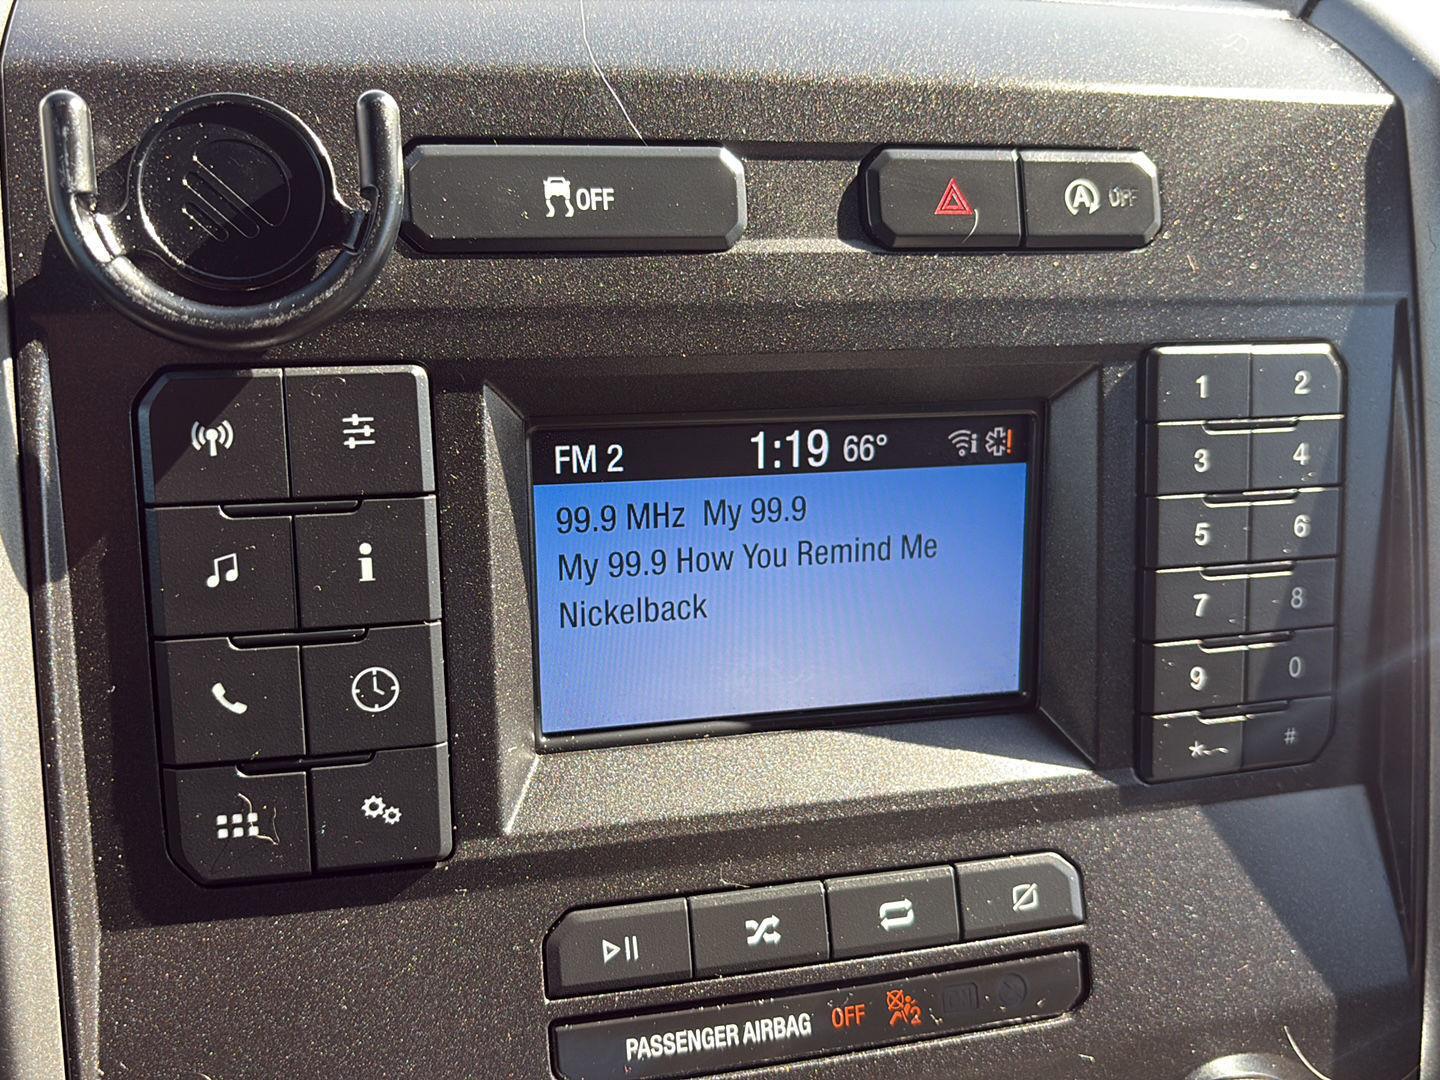 OFF
A OFF
FM 2 1:19 66° i !
99.9 MHz My 99.9
My 99.9 How You Remind Me
Nickelback
i
1 2
3 4
5 6
7 8
9 0
* #
PASSENGER AIRBAG OFF 2